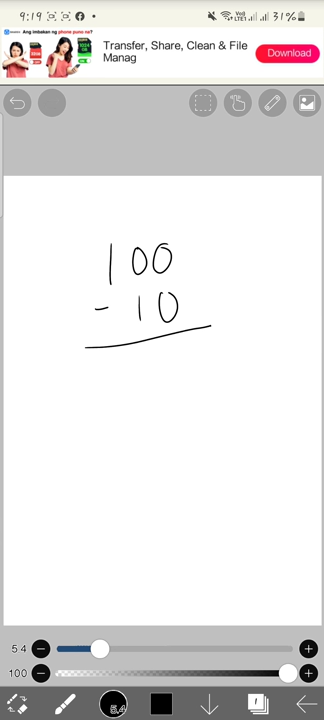 9:19 31%
Ang imbakan ng phone puno na?
Transfer, Share, Clean & File Manag
Download
100
- 10
5.4
100
5.4
1